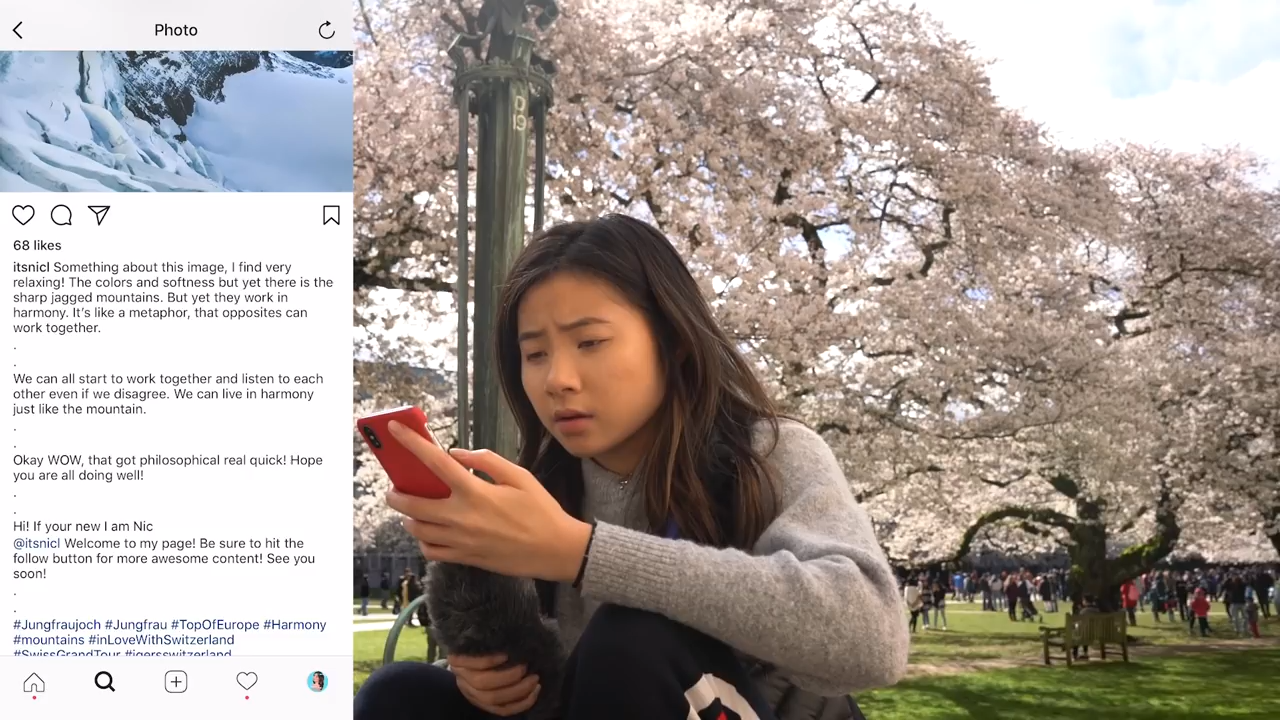 Photo
68 likes
itsnicl Something about this image, I find very
relaxing! The colors and softness but yet there is the
sharp jagged mountains. But yet they work in
harmony. It's like a metaphor, that opposites can
work together.
.
.
We can all start to work together and listen to each
other even if we disagree. We can live in harmony
just like the mountain.
.
.
Okay WOW, that got philosophical real quick! Hope
you are all doing well!
.
.
Hi! If your new I am Nic
@itsnicl Welcome to my page! Be sure to hit the
follow button for more awesome content! See you
soon!
.
.
#Jungfraujoch #Jungfrau #TopOfEurope #Harmony
#mountains #inLoveWithSwitzerland
#SwissGrandTour #igersswitzerland
D
19